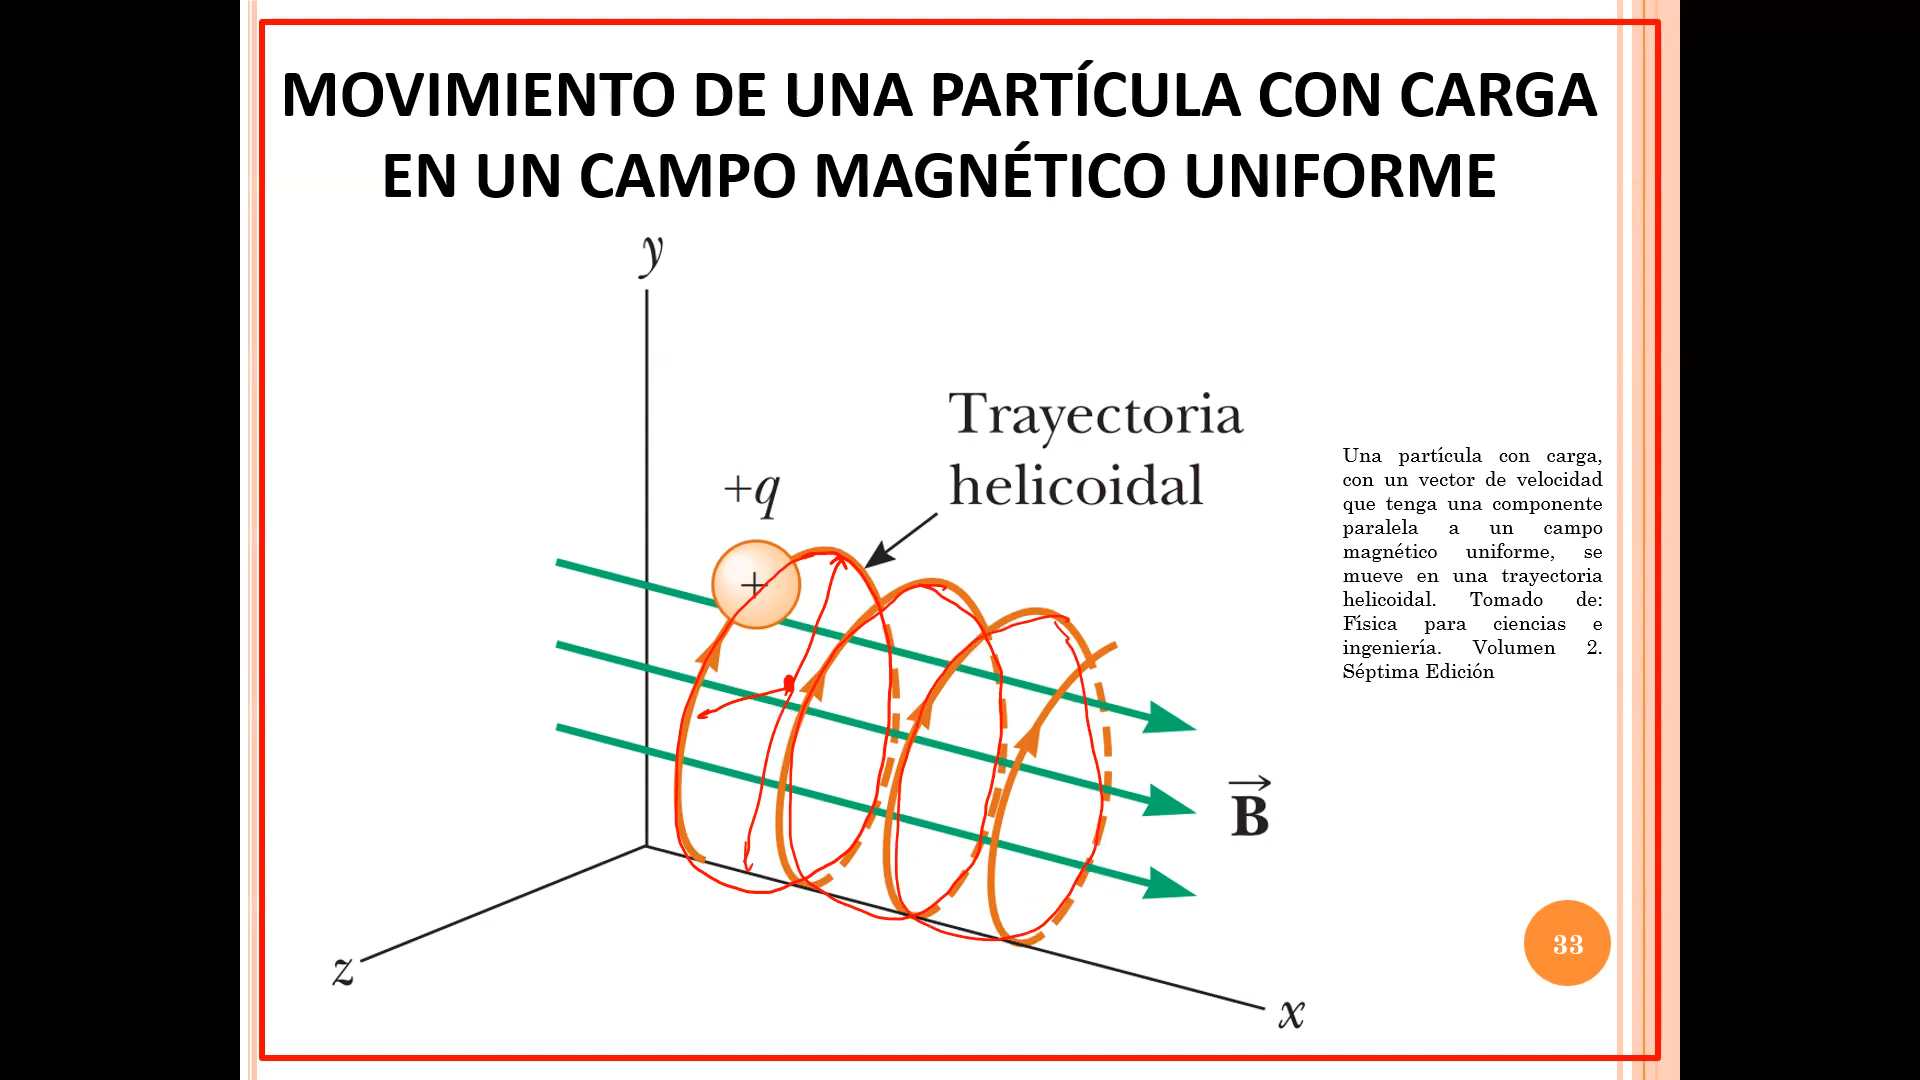 MOVIMIENTO DE UNA PARTÍCULA CON CARGA
EN UN CAMPO MAGNÉTICO UNIFORME
y
Trayectoria
helicoidal
+q
+
Una partícula con carga,
con un vector de velocidad
que tenga una componente
paralela a un campo
magnético uniforme, se
mueve en una trayectoria
helicoidal. Tomado de:
Física para ciencias e
ingeniería. Volumen 2.
Séptima Edición
B⃗
33
z
x